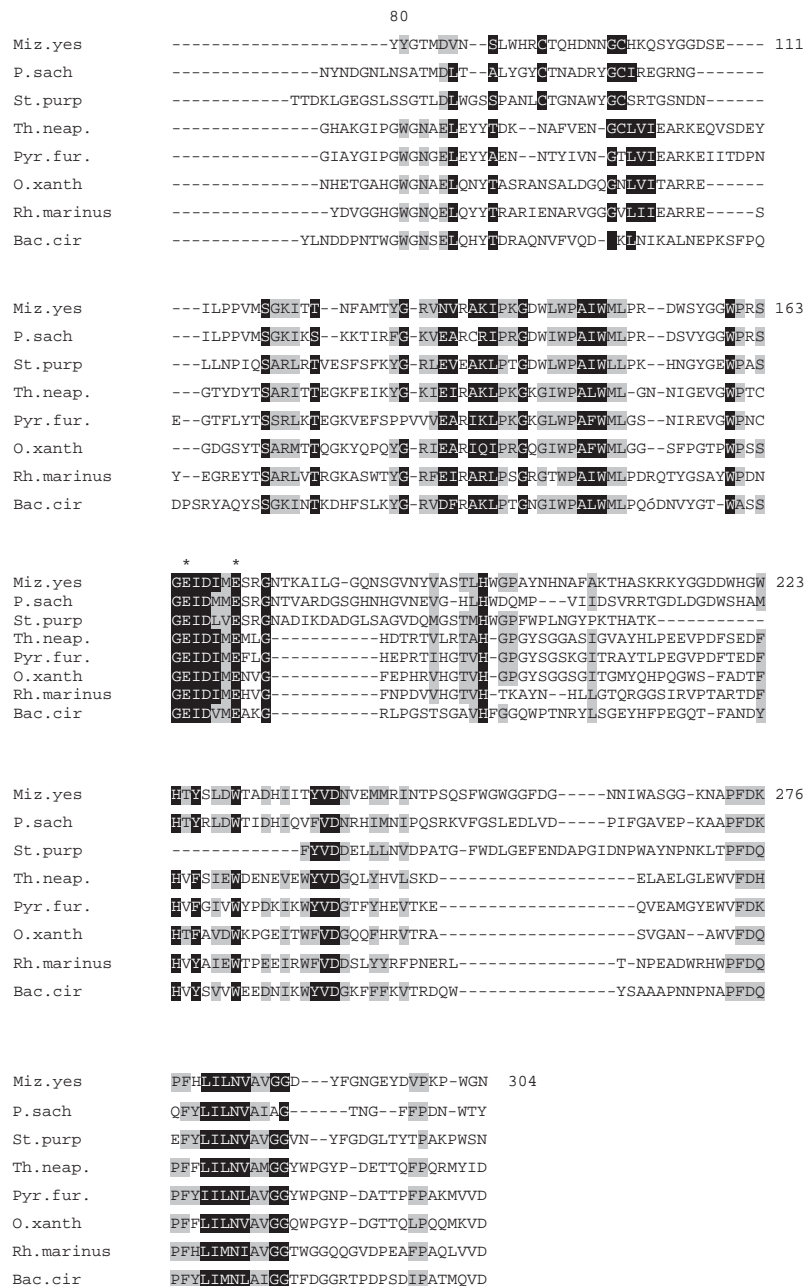 80
Miz.yes ---------------------YYGTMDVN--SLWHRCTQHDNNGCHKQSYGGDSE---- 111
P.sach --------------NYNDGNLNSATMDLT--ALYGYCTNADRYGCIREGRNG-------
St.purp -----------TTDKLGEGSLSSGTLDLWGSSPANLCTGNAWYGCSRTGSNDN------
Th.neap. --------------GHAKGIPGWGNAELEYYTDK--NAFVEN-GCLVIEARKEQVSDEY
Pyr.fur. --------------GIAYGIPGWGNGELEYYAEN--NTYIVN-GTLVIEARKEIITDPN
O.xanth --------------NHETGAHGWGNAELQNYTASRANSALDGQGNLVITARRE------
Rh.marinus ---------------YDVGGHGWGNQELQYYTRARIENARVGGGVLIIEARRE-----S
Bac.cir ------------YLNDDPNTWGWGNSELQHYTDRAQNVFVQD-KLNIKALNEPKSFPQ
Miz.yes ---ILPPVMSGKITT--NFAMTYG-RVNVRAKIPKGDWLWPAIWMLPR--DWSYGGWPRS 163
P.sach ---ILPPVMSGKIKS--KKTIRFG-KVEARCRIPRGDWIWPAIWMLPR--DSVYGGWPRS
St.purp ---LLNPIQSARLRTVESFSFKYG-RLEVEAKLPTGDWLWPAIWLLPK--HNGYGEWPAS
Th.neap. ---GTYDYTSARITTEGKFEIKYG-KIEIRAKLPKGKGIWPALWML-GN-NIGEVGWPTC
Pyr.fur. E--GTFLYTSSRLKTEGKVEFSPPVVVEARIKLPKGKGLWPAFWMLGS--NIREVGWPNC
O.xanth ---GDGSYTSARMTTQGKYQPQYG-RIEARIQIPRGQGIWPAFWMLGG--SFPGTPWPSS
Rh.marinus Y--EGREYTSARLVTRGKASWTYG-RFEIRARLPSGRGTWPAIWMLPDRQTYGSAYWPDN
Bac.cir DPSRYAQYSSGKINTKDHFSLKYG-RVDFRAKLPTGNGIWPALWMLPQóDNVYGT-WASS
* *
Miz.yes GEIDIMESRGNTKAILG-GQNSGVNYVASTLHWGPAYNHNAFAKTHASKRKYGGDDWHGW 223
P.sach GEIDMMESRGNTVARDGSGHNHGVNEVG-HLHWDQMP---VI-DSVRRTGDLDGDWSHAM
St.purp GEIDLVESRGNADIKDADGLSAGVDQMGSTMHWGPFWPLNGYPKTHATK-----------
Th.neap. GEIDIMEMLG-----------HDTRTVLRTAH-GPGYSGGASIGVAYHLPEEVPDFSEDF
Pyr.fur. GEIDIMEFLG-----------HEPRTIHGTVH-GPGYSGSKGITRAYTLPEGVPDFTEDF
O.xanth GEIDIMENVG-----------FEPHRVHGTVH-GPGYSGGSGITGMYQHPQGWS-FADTF
Rh.marinus GEIDIMEHVG-----------FNPDVVHGTVH-TKAYN--HLLGTQRGGSIRVPTARTDF
Bac.cir GEIDVMEAKG-----------RLPGSTSGAVHFGGQWPTNRYLSGEYHFPEGQT-FANDY
Miz.yes HTYSLDWTADHIITYVDNVEMMRINTPSQSFWGWGGFDG-----NNIWASGG-KNAPFDK 276
P.sach HTYRLDWTIDHIQVFVDNRHIMNIPQSRKVFGSLEDLVD-----PIFGAVEP-KAAPFDK
St.purp -------------FYVDDELLLNVDPATG-FWDLGEFENDAPGIDNPWAYNPNKLTPFDQ
Th.neap. HVFSIEWDENEVEWYVDGQLYHVLSKD-------------------ELAELGLEWVFDH
Pyr.fur. HVFGIVWYPDKIKWYVDGTFYHEVTKE-------------------QVEAMGYEWVFDK
O.xanth HTFAVDWKPGEITWFVDGQQFHRVTRA-------------------SVGAN--AWVFDQ
Rh.marinus HVYAIEWTPEEIRWFVDDSLYYRFPNERL-----------------T-NPEADWRHWPFDQ
Bac.cir HVYSVVWEEDNIKWYVDGKFFFKVTRDQW----------------YSAAAPNNPNAPFDQ
Miz.yes PFHLILNVAVGGD---YFGNGEYDVPKP-WGN 304
P.sach QFYLILNVAIAG------TNG--FFPDN-WTY
St.purp EFYLILNVAVGGVN--YFGDGLTYTPAKPWSN
Th.neap. PFFLILNVAMGGYWPGYP-DETTQFPQRMYID
Pyr.fur. PFYIILNLAVGGYWPGNP-DATTPFPAKMVVD
O.xanth PFFLILNVAVGGQWPGYP-DGTTQLPQQMKVD
Rh.marinus PFHLIMNIAVGGTWGGQQGVDPEAFPAQLVVD
Bac.cir PFYLIMNLAIGGTFDGGRTPDPSDIPATMQVD